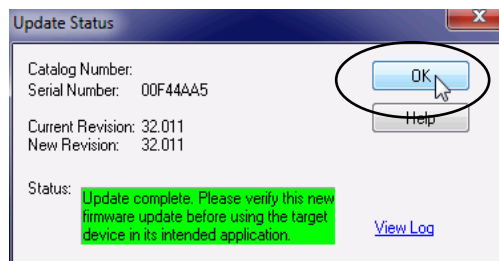 Update Status
Catalog Number:
Serial Number: 00F44AA5
OK
Help
Current Revision: 32.011
New Revision: 32.011
Status:
Update complete. Please verify this new
firmware update before using the target
device in its intended application.
View Log